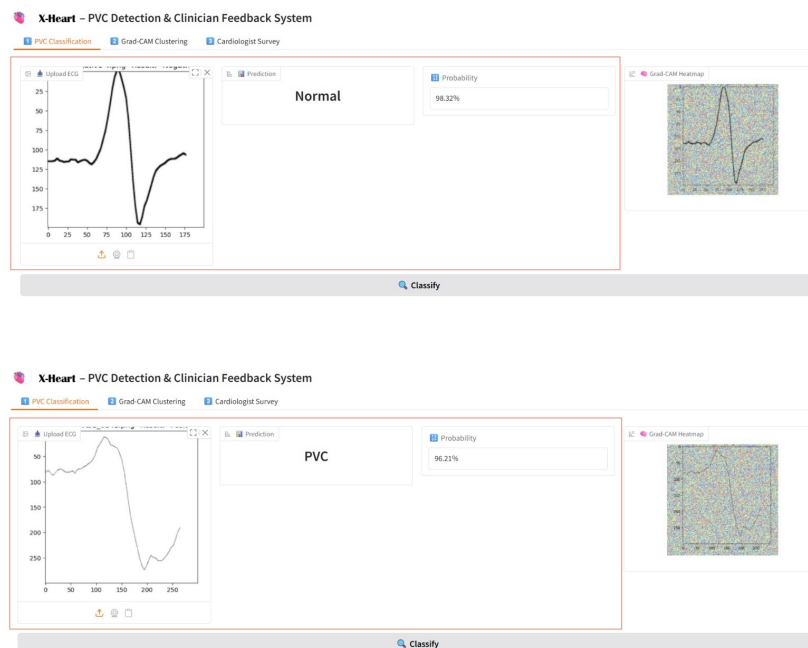 X-Heart – PVC Detection & Clinician Feedback System
1 PVC Classification 2 Grad-CAM Clustering 3 Cardiologist Survey
Upload ECG
Prediction
Normal
Probability
98.32%
Grad-CAM Heatmap
25
50
75
100
125
150
175
0 25 50 75 100 125 150 175
Classify
X-Heart – PVC Detection & Clinician Feedback System
1 PVC Classification 2 Grad-CAM Clustering 3 Cardiologist Survey
Upload ECG
Prediction
PVC
Probability
96.21%
Grad-CAM Heatmap
50
100
150
200
250
0 50 100 150 200 250
Classify